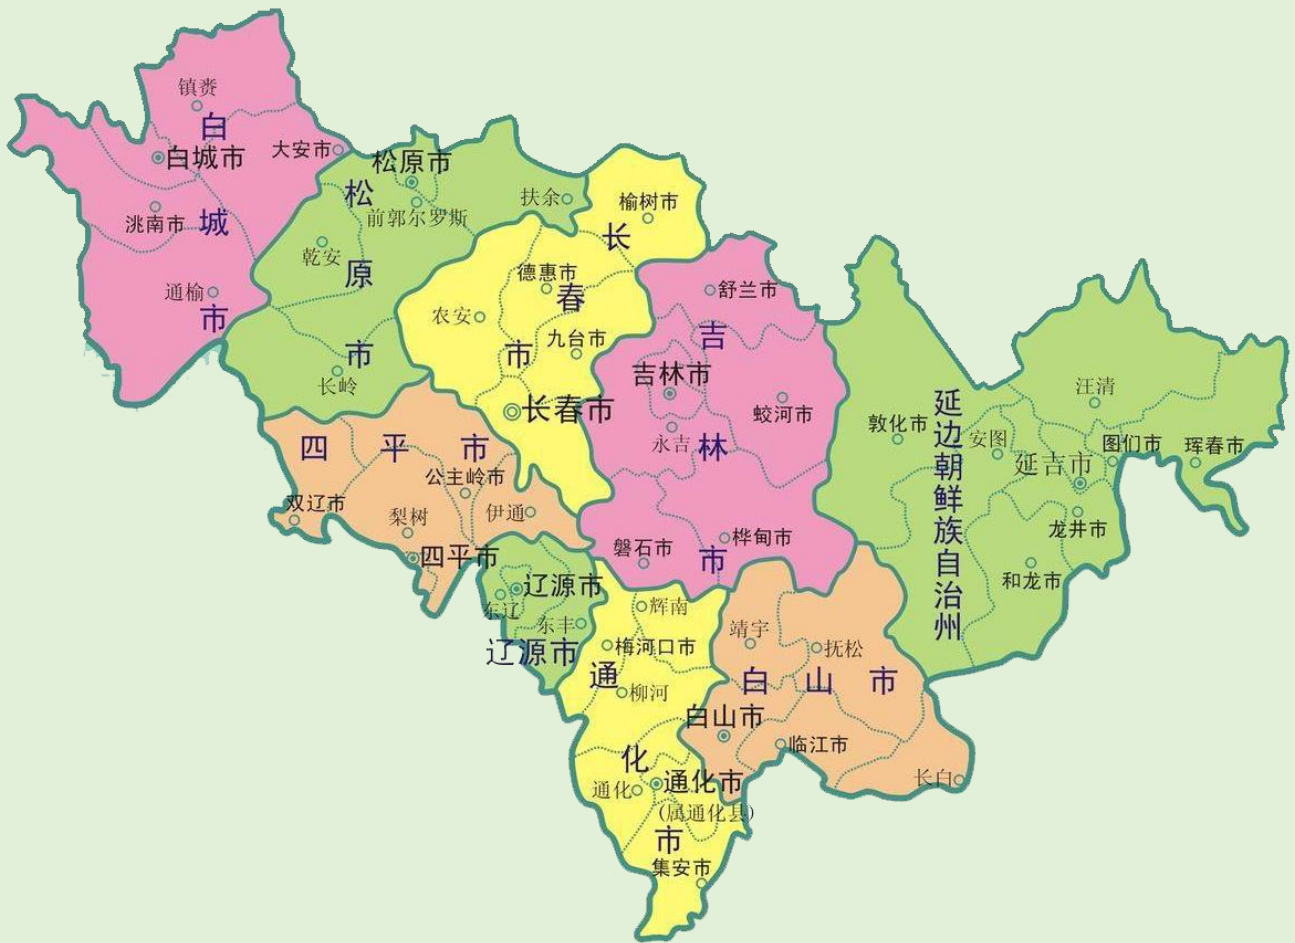 镇赉
白
城
市
白城市
大安市
洮南市
通榆
松原市
松
原
市
前郭尔罗斯
扶余
乾安
长岭
榆树市
长
春
市
德惠市
农安
九台市
长春市
舒兰市
吉
林
市
吉林市
蛟河市
永吉
磐石市
桦甸市
四平市
公主岭市
双辽市
梨树
伊通
四平市
辽源市
东辽
东丰
辽源市
辉南
梅河口市
通
化
市
柳河
通化
通化市
(属通化县)
集安市
靖宇
抚松
白山市
白山市
临江市
长白
延边朝鲜族自治州
敦化市
安图
汪清
延吉市
图们市
珲春市
龙井市
和龙市